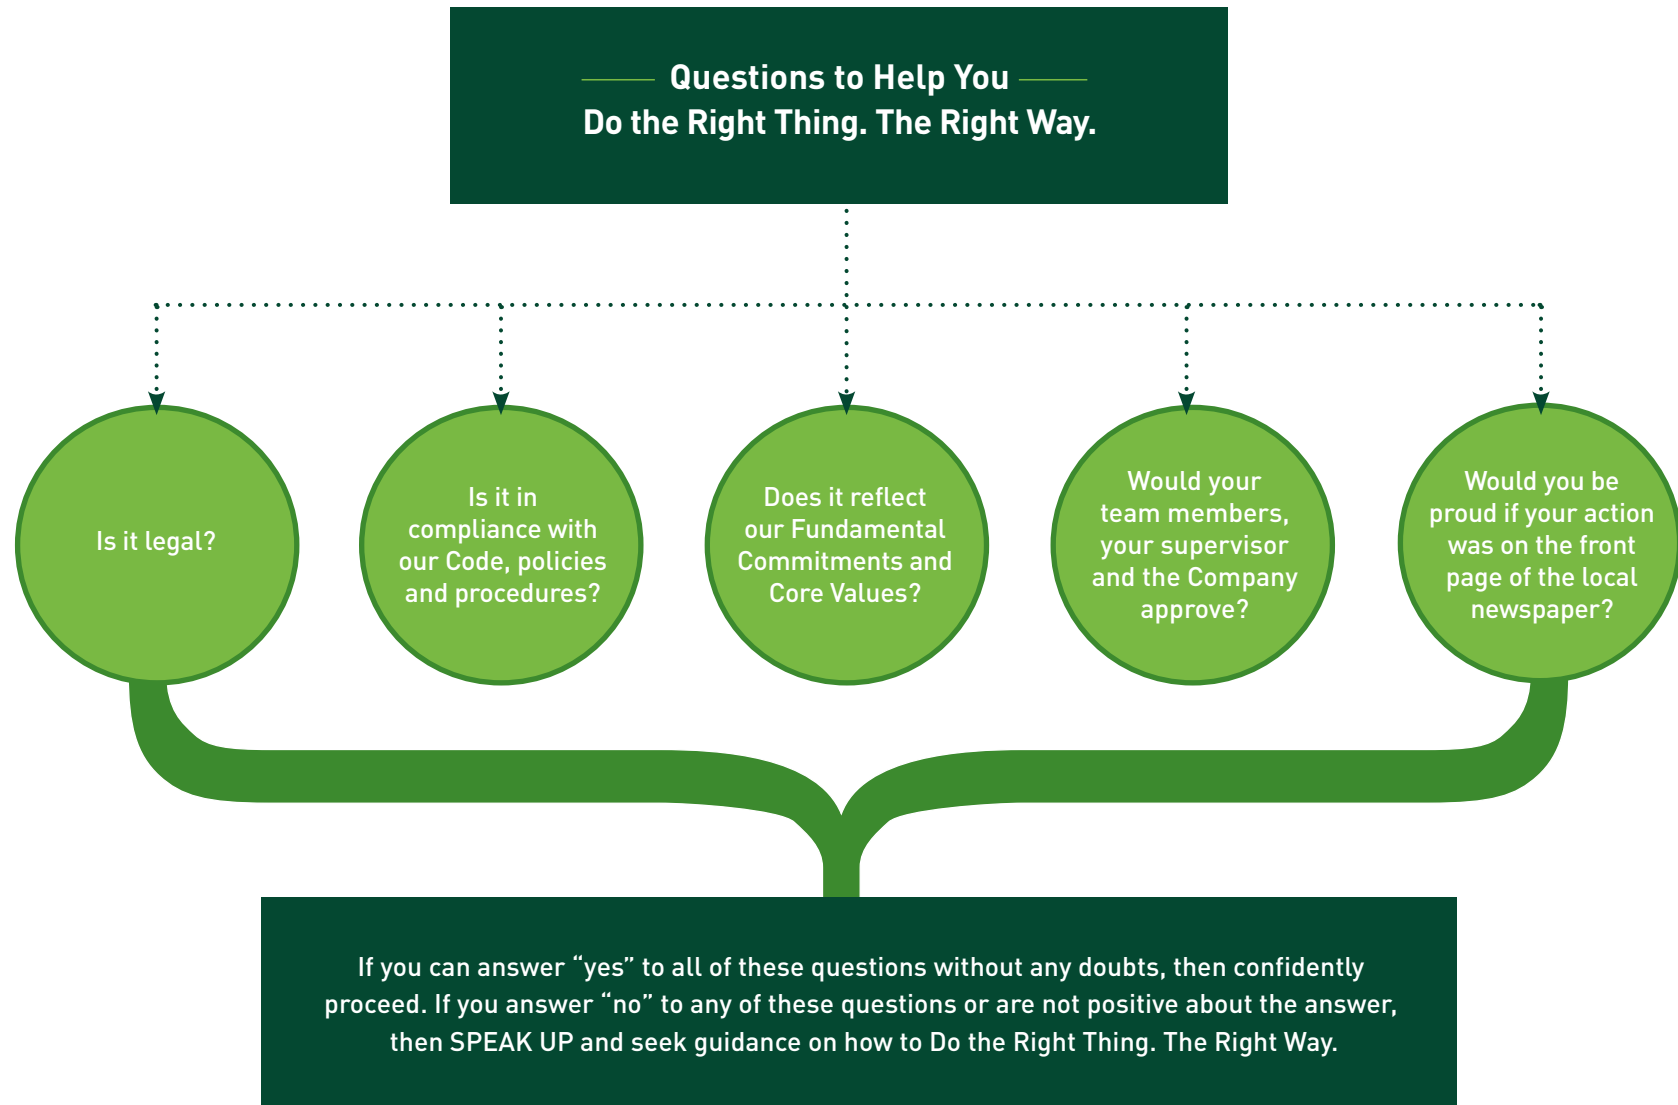 Questions to Help You
Do the Right Thing. The Right Way.
Is it legal?
Is it in
compliance with
our Code, policies
and procedures?
Does it reflect
our Fundamental
Commitments and
Core Values?
Would your
team members,
your supervisor
and the Company
approve?
Would you be
proud if your action
was on the front
page of the local
newspaper?
If you can answer “yes” to all of these questions without any doubts, then confidently
proceed. If you answer “no” to any of these questions or are not positive about the answer,
then SPEAK UP and seek guidance on how to Do the Right Thing. The Right Way.